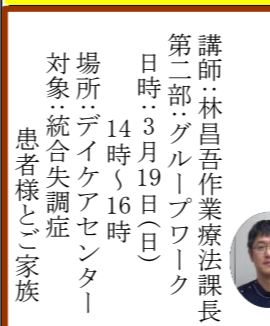 講師:林昌吾作業療法課長
第二部:グループワーク
日時:3月19日(日)
14時～16時
場所:デイケアセンター
対象:統合失調症
患者様とご家族